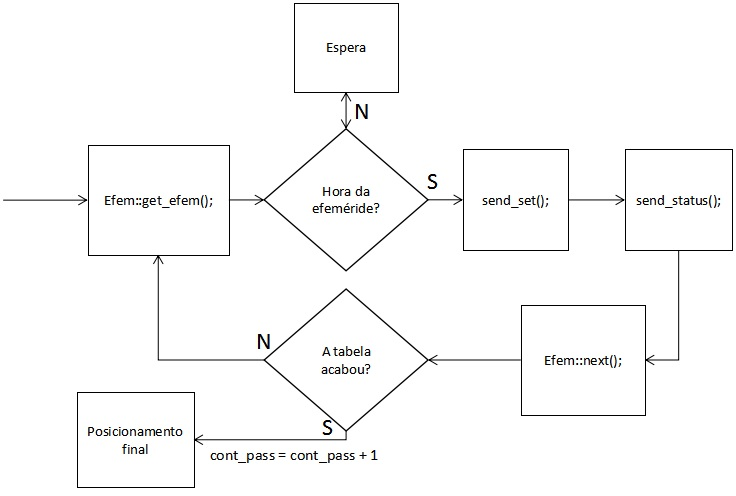 Espera
N
Efem::get_efem();
Hora da
efeméride?
S
send_set();
send_status();
N
A tabela
acabou?
Efem::next();
Posicionamento
final
S
cont_pass = cont_pass + 1